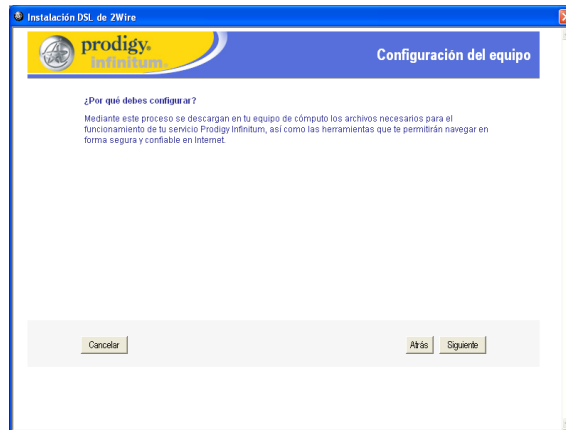 Instalación DSL de 2Wire
prodigy.
infinitum.
Configuración del equipo
¿Por qué debes configurar?
Mediante este proceso se descargan en tu equipo de cómputo los archivos necesarios para el
funcionamiento de tu servicio Prodigy Infinitum, así como las herramientas que te permitirán navegar en
forma segura y confiable en Internet.
Cancelar
Atrás
Siguiente